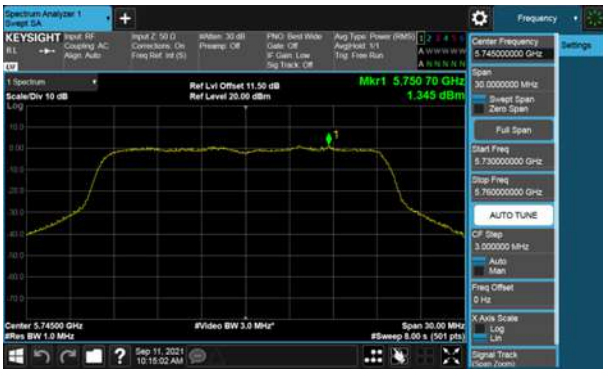 Spectrum Analyzer 1
Swept SA
+
Frequency
KEYSIGHT
Input: RF
Coupling: AC
Align: Auto
Input Z: 50 Ω
Corrections: On
Freq Ref: Int (S)
#Atten: 30 dB
Preamp: Off
PNO: Best Wide
Gate: Off
IF Gain: Low
Sig Track: Off
Avg Type: Power (RMS)
Avg|Hold: 1/1
Trig: Free Run
1 2 3 4 5 6
A W W W W W
A N N N N N
1 Spectrum
Scale/Div 10 dB
Ref Lvl Offset 11.50 dB
Ref Level 20.00 dBm
Mkr1 5.750 70 GHz
1.345 dBm
Log
10.0
0.00
-10.0
-20.0
-30.0
-40.0
-50.0
-60.0
-70.0
1
Center 5.74500 GHz
#Res BW 1.0 MHz
#Video BW 3.0 MHz*
Span 30.00 MHz
#Sweep 8.00 s (501 pts)
Sep 11, 2021
10:15:02 AM
Center Frequency
5.745000000 GHz
Span
30.0000000 MHz
Swept Span
Zero Span
Full Span
Start Freq
5.730000000 GHz
Stop Freq
5.760000000 GHz
AUTO TUNE
CF Step
3.000000 MHz
Auto
Man
Freq Offset
0 Hz
X Axis Scale
Log
Lin
Signal Track
(Span Zoom)
Settings